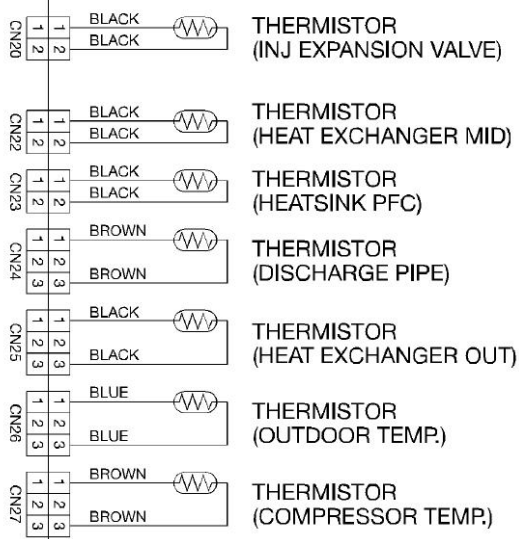 CN20 1 1 BLACK THERMISTOR
2 2 BLACK (INJ EXPANSION VALVE)
CN22 1 1 BLACK THERMISTOR
2 2 BLACK (HEAT EXCHANGER MID)
CN23 1 1 BLACK THERMISTOR
2 2 BLACK (HEATSINK PFC)
CN24 1 1 BROWN THERMISTOR
2 2
3 3 BROWN (DISCHARGE PIPE)
CN25 1 1 BLACK THERMISTOR
2 2
3 3 BLACK (HEAT EXCHANGER OUT)
CN26 1 1 BLUE THERMISTOR
2 2
3 3 BLUE (OUTDOOR TEMP.)
CN27 1 1 BROWN THERMISTOR
2 2
3 3 BROWN (COMPRESSOR TEMP.)